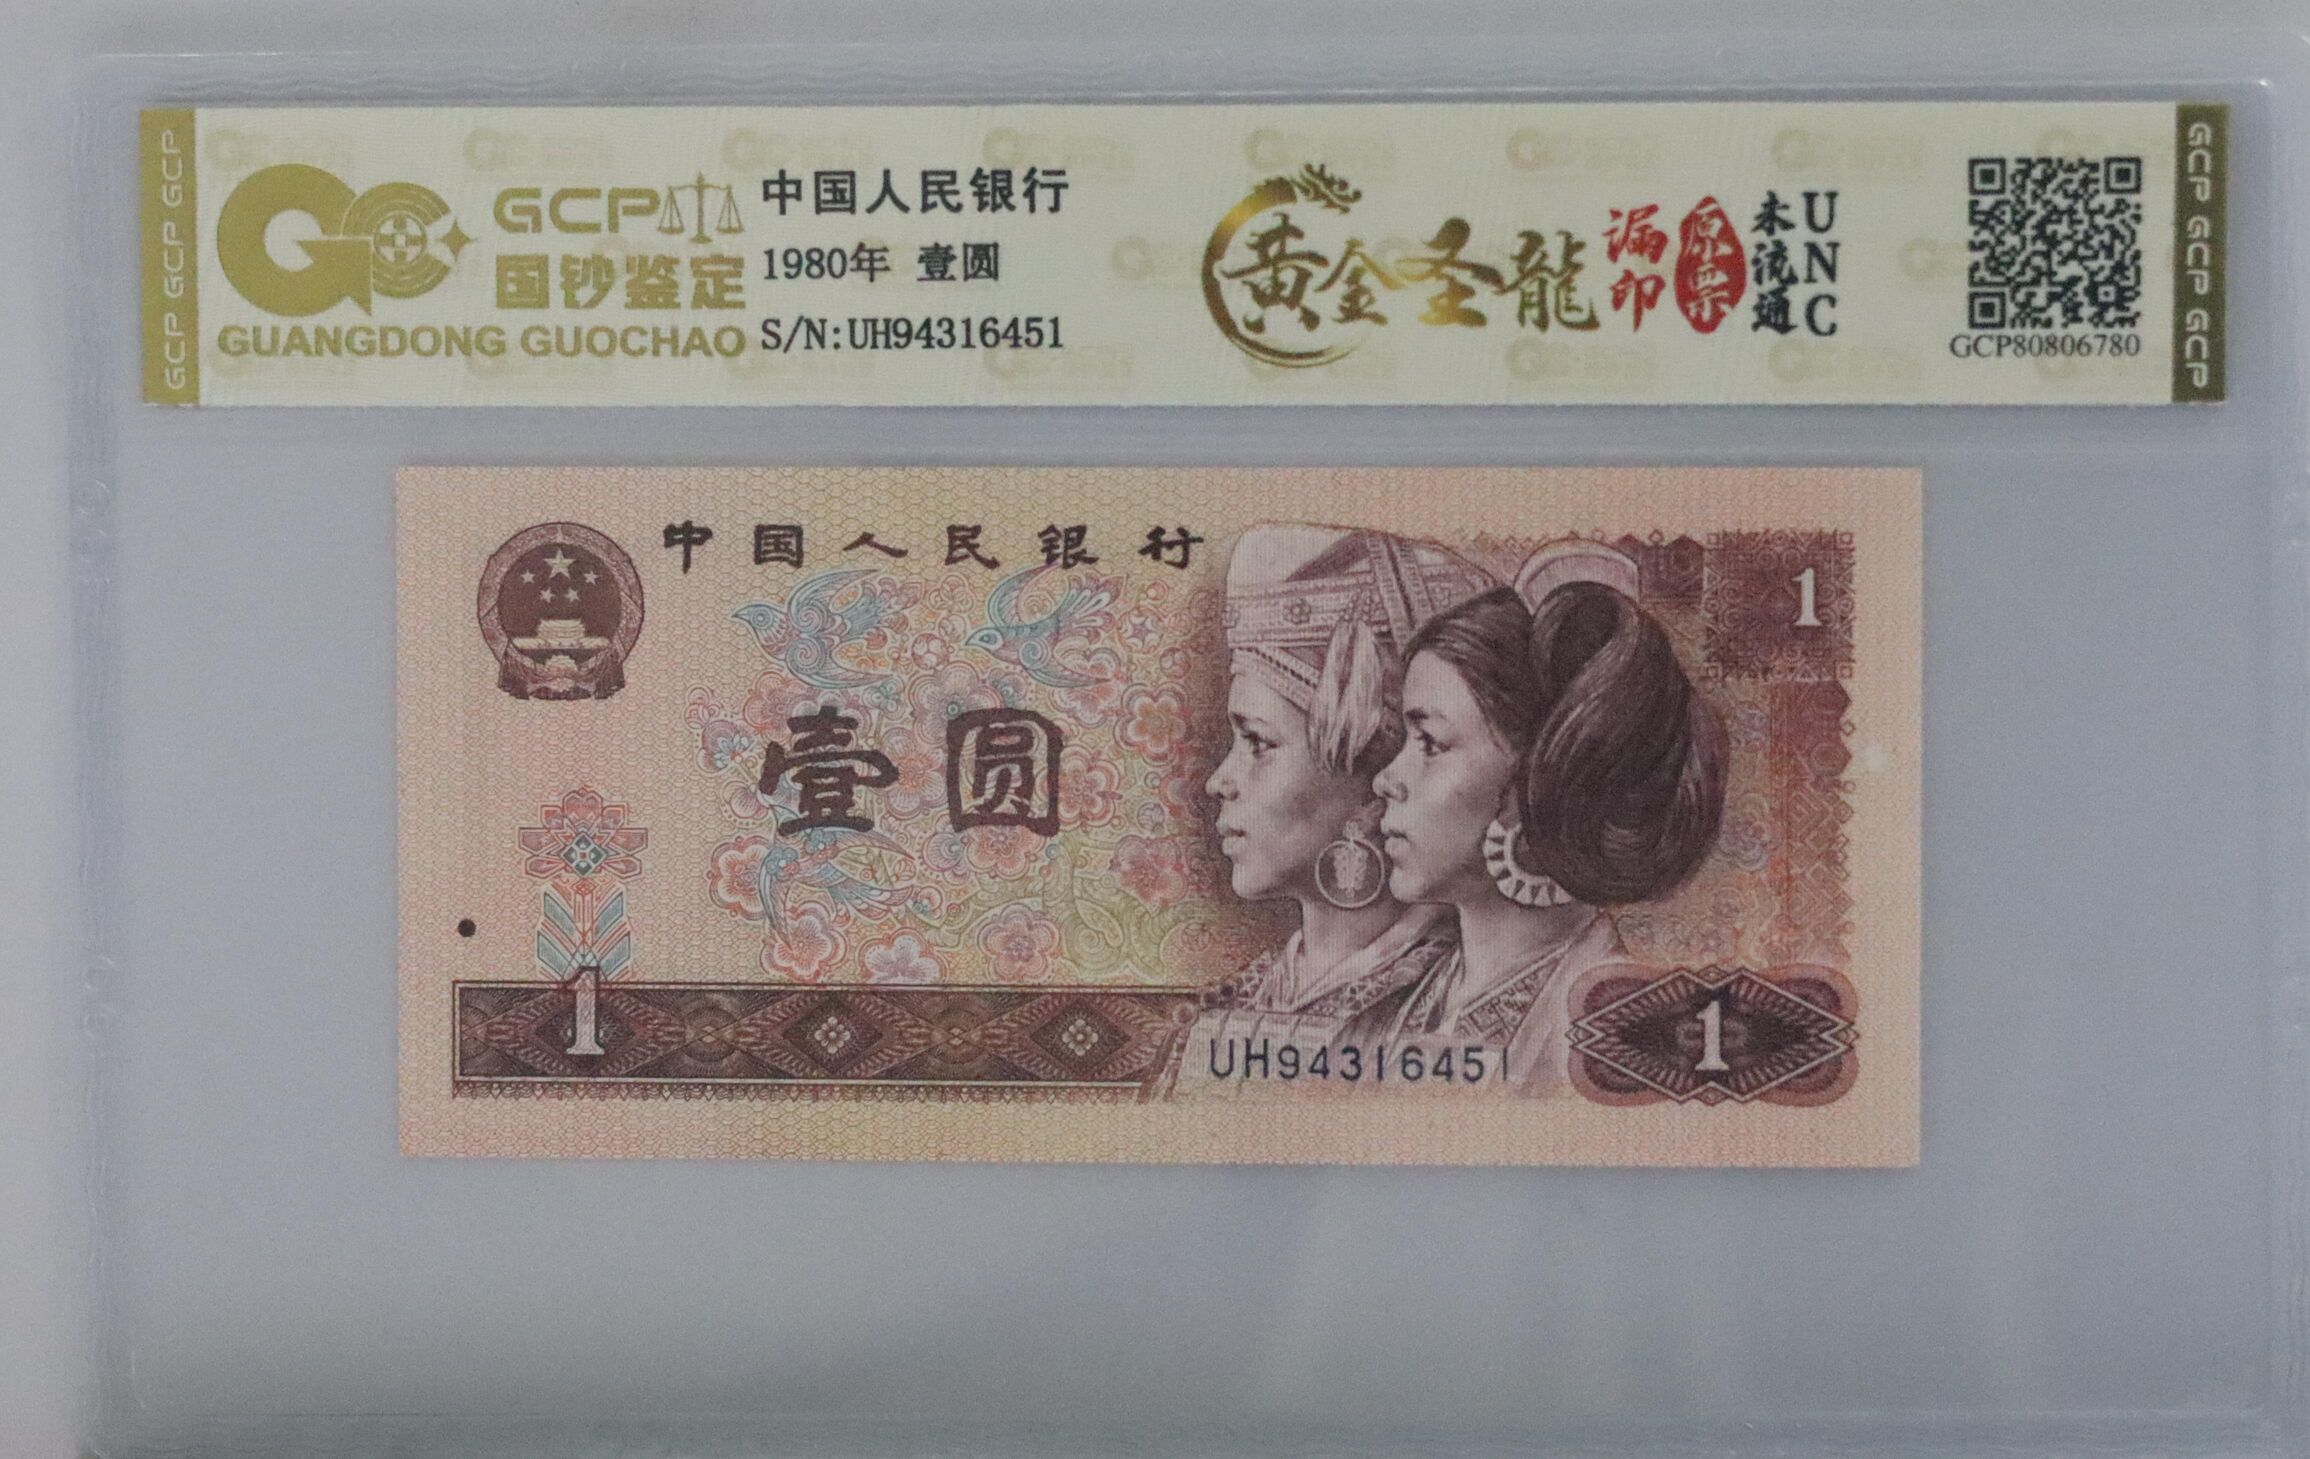 GCP GCP GCP
GCP
国钞鉴定
GUANGDONG GUOCHAO
中国人民银行
1980年 壹圆
S/N:UH94316451
黄金圣龍
漏印
原票
未流通
UNC
GCP80806780
GCP GCP GCP
中国人民银行
1
壹圆
1
UH94316451
1